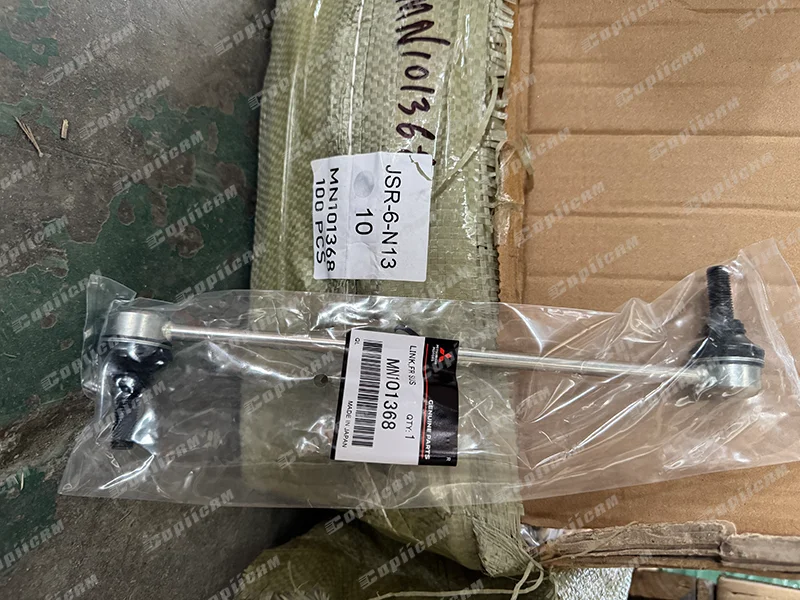 MN101368
JSR-6-N13
10
MN101368
100 PCS
GENUINE PARTS
LINK,FR SUS
QTY:1
MN101368
MADE IN JAPAN
SupiiCAM